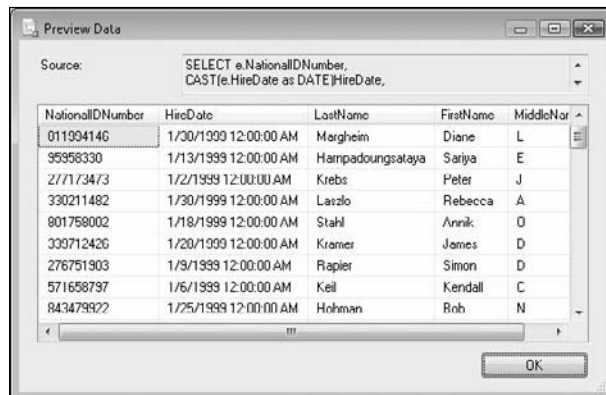 Preview Data
Source:
SELECT e.NationalIDNumber,
CAST(e.HireDate as DATE)HireDate,
NationalIDNumber HireDate LastName FirstName MiddleNar
011994146 1/30/1999 12:00:00 AM Margheim Diane L
95958330 1/13/1999 12:00:00 AM Harnpadoungsataya Sariya E
277173473 1/2/1999 12:00:00 AM Krebs Peter J
330211482 1/30/1999 12:00:00 AM Laszlo Rebecca A
801758002 1/18/1999 12:00:00 AM Stahl Annik O
339712426 1/20/1999 12:00:00 AM Kramer James D
276751903 1/9/1999 12:00:00 AM Rapier Simon D
571658797 1/6/1999 12:00:00 AM Keil Kendall C
843479922 1/25/1999 12:00:00 AM Hohman Bob N
OK